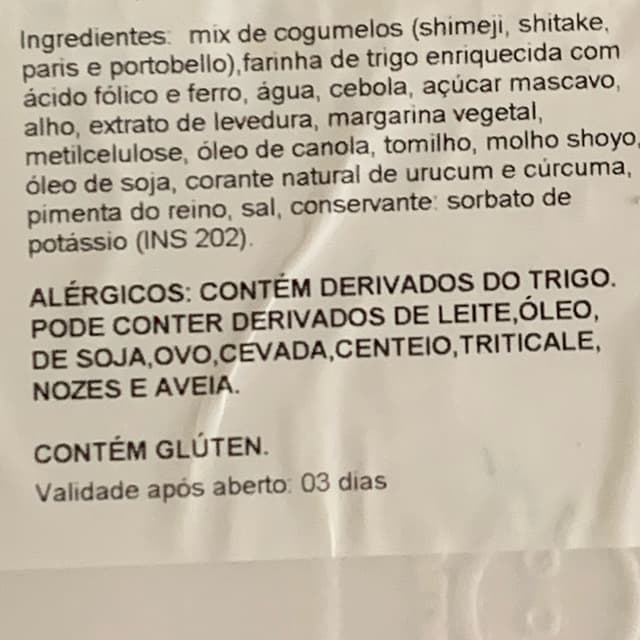 Ingredientes: mix de cogumelos (shimeji, shitake,
paris e portobello),farinha de trigo enriquecida com
ácido fólico e ferro, água, cebola, açúcar mascavo,
alho, extrato de levedura, margarina vegetal,
metilcelulose, óleo de canola, tomilho, molho shoyo,
óleo de soja, corante natural de urucum e cúrcuma,
pimenta do reino, sal, conservante: sorbato de
potássio (INS 202).
ALÉRGICOS: CONTÉM DERIVADOS DO TRIGO.
PODE CONTER DERIVADOS DE LEITE,ÓLEO,
DE SOJA,OVO,CEVADA,CENTEIO,TRITICALE,
NOZES E AVEIA.
CONTÉM GLÚTEN.
Validade após aberto: 03 dias